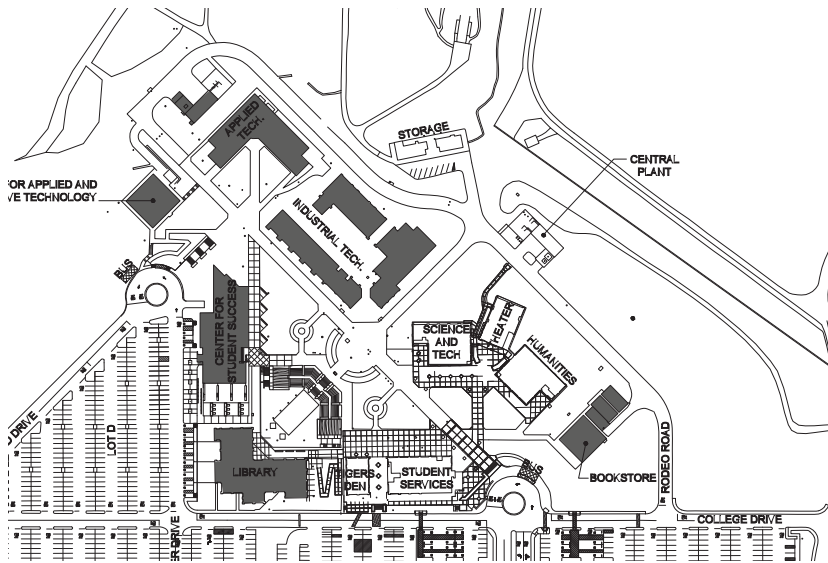 APPLIED
TECH.
STORAGE
CENTRAL
PLANT
FOR APPLIED AND
VE TECHNOLOGY
INDUSTRIAL TECH.
BUS
CENTER FOR
STUDENT SUCCESS
SCIENCE
AND
TECH
HEATER
HUMANITIES
LOT D
DRIVE
LIBRARY
GERS
DEN
STUDENT
SERVICES
BUS
BOOKSTORE
RODEO ROAD
COLLEGE DRIVE
ER DRIVE